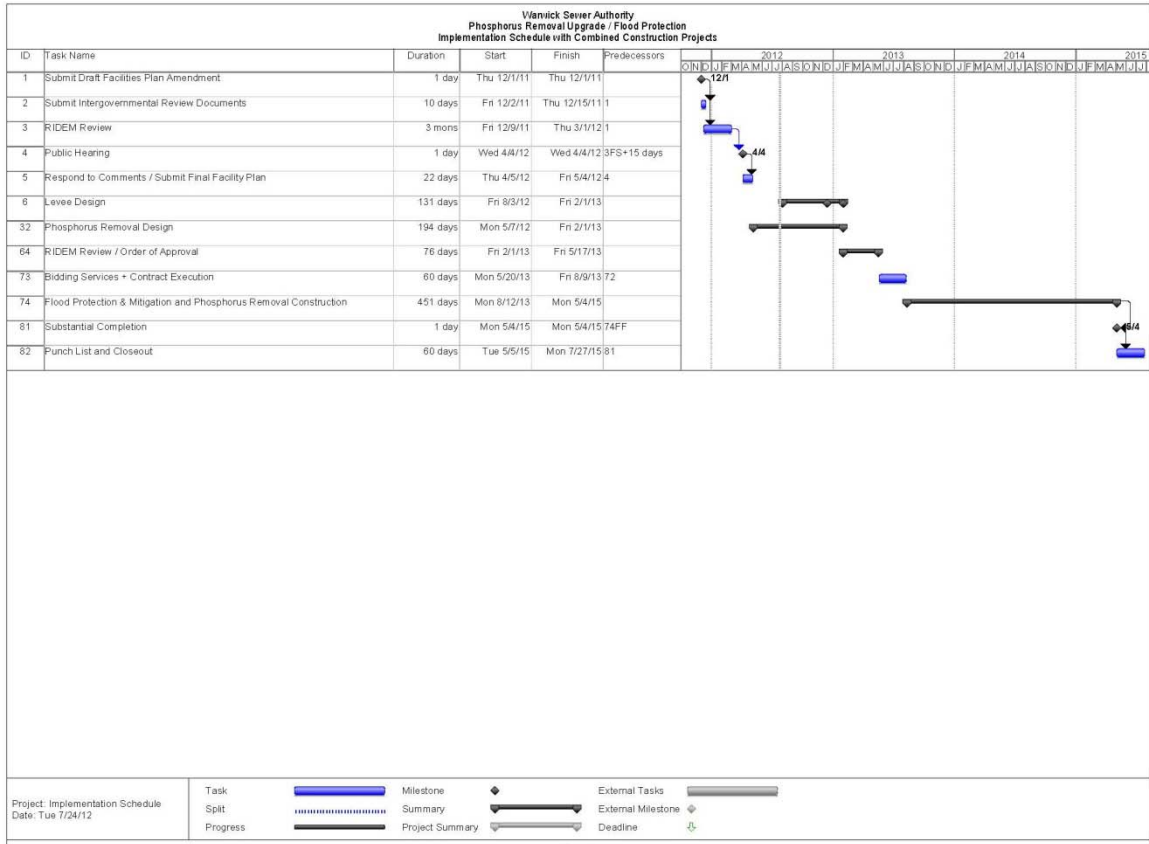 Warwick Sewer Authority
Phosphorus Removal Upgrade / Flood Protection
Implementation Schedule with Combined Construction Projects
ID Task Name Duration Start Finish Predecessors 2012 2013 2014 2015
O N D J F M A M J J A S O N D J F M A M J J A S O N D J F M A M J J A S O N D J F M A M J J
1 Submit Draft Facilities Plan Amendment 1 day Thu 12/1/11 Thu 12/1/11 12/1
2 Submit Intergovernmental Review Documents 10 days Fri 12/2/11 Thu 12/15/11 1
3 RIDEM Review 3 mons Fri 12/9/11 Thu 3/1/12 1
4 Public Hearing 1 day Wed 4/4/12 Wed 4/4/12 3FS+15 days 4/4
5 Respond to Comments / Submit Final Facility Plan 22 days Thu 4/5/12 Fri 5/4/12 4
6 Levee Design 131 days Fri 8/3/12 Fri 2/1/13
32 Phosphorus Removal Design 194 days Mon 5/7/12 Fri 2/1/13
64 RIDEM Review / Order of Approval 76 days Fri 2/1/13 Fri 5/17/13
73 Bidding Services + Contract Execution 60 days Mon 5/20/13 Fri 8/9/13 72
74 Flood Protection & Mitigation and Phosphorus Removal Construction 451 days Mon 8/12/13 Mon 5/4/15
81 Substantial Completion 1 day Mon 5/4/15 Mon 5/4/15 74FF 5/4
82 Punch List and Closeout 60 days Tue 5/5/15 Mon 7/27/15 81
Project: Implementation Schedule
Date: Tue 7/24/12
Task Milestone External Tasks
Split Summary External Milestone
Progress Project Summary Deadline